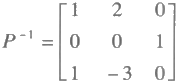 P⁻¹ = [1 2 0
0 0 1
1 -3 0]